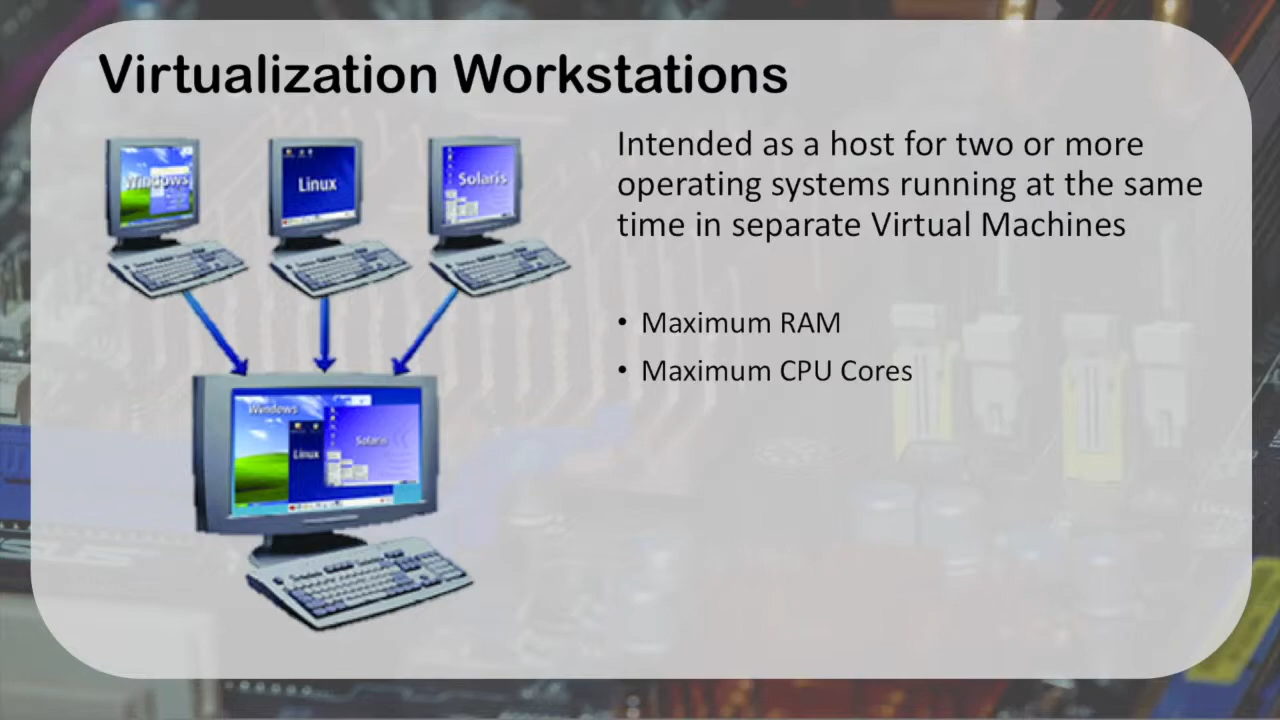 Virtualization Workstations
Windows
Linux
Solaris
Intended as a host for two or more
operating systems running at the same
time in separate Virtual Machines
• Maximum RAM
• Maximum CPU Cores
Windows
Solaris
Linux